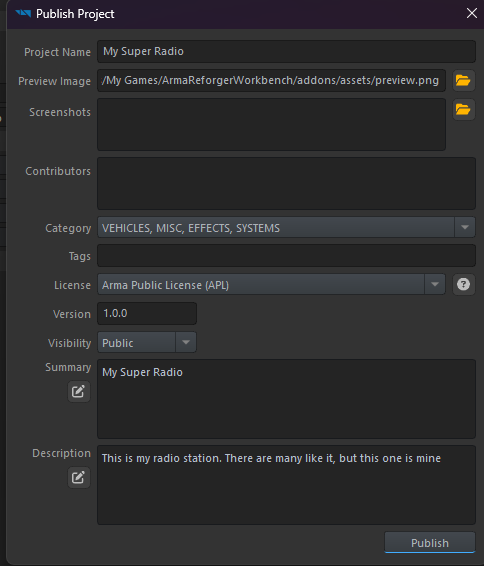 Publish Project
Project Name My Super Radio
Preview Image /My Games/ArmaReforgerWorkbench/addons/assets/preview.png
Screenshots
Contributors
Category VEHICLES, MISC, EFFECTS, SYSTEMS
Tags
License Arma Public License (APL) ?
Version 1.0.0
Visibility Public
Summary My Super Radio
Description This is my radio station. There are many like it, but this one is mine
Publish